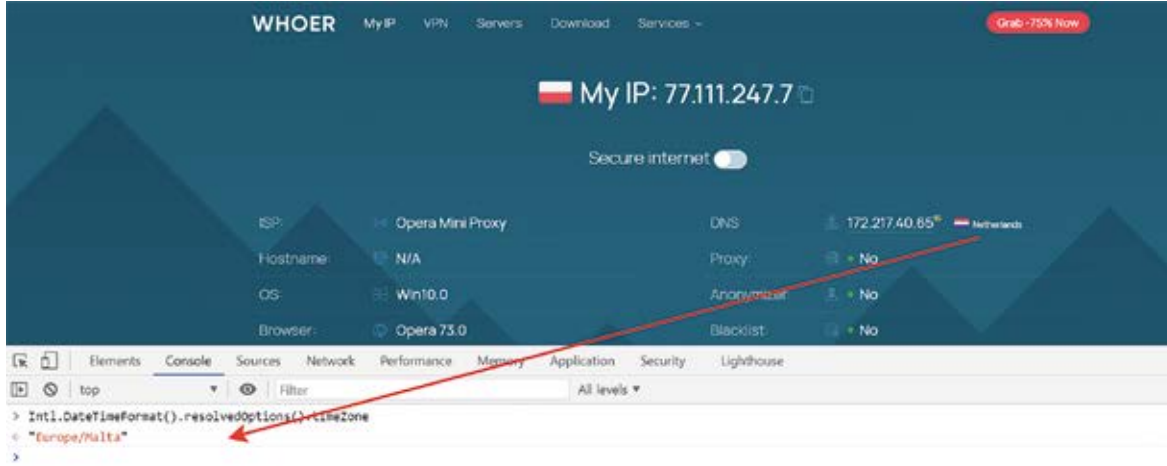 WHOER My IP VPN Servers Download Services Grab -75% Now
My IP: 77.111.247.7
Secure internet
ISP: Opera Mini Proxy DNS 172.217.40.65 Netherlands
Hostname: N/A Proxy: No
OS: Win10.0 Anonymizer No
Browser: Opera 73.0 Blacklist: No
Elements Console Sources Network Performance Memory Application Security Lighthouse
top Filter All levels ▼
> Intl.DateTimeFormat().resolvedOptions().timeZone
"Europe/Malta"
>